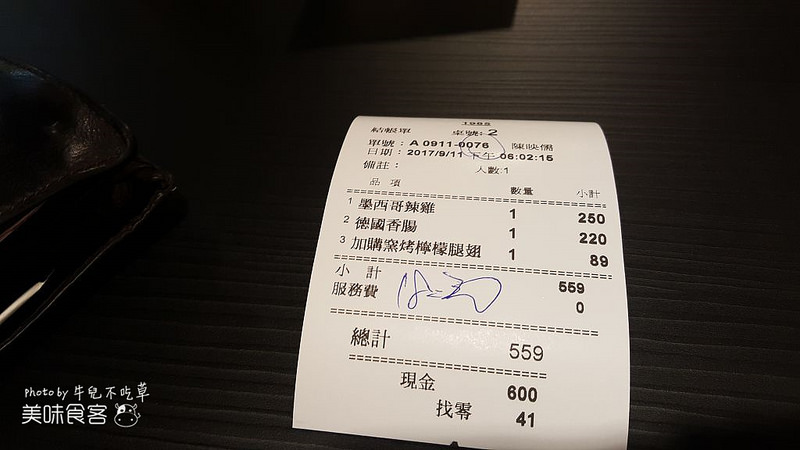 1998
結帳單 桌號: 2
單號：A 0911-0076 陳映儒
日期：2017/9/11 下午 06:02:15
備註： 人數:1
品 項 數量 小計
1 墨西哥辣雞 1 250
2 德國香腸 1 220
3 加購窯烤檸檬腿翅 1 89
小 計 559
服務費 0
總計 559
現金 600
找零 41
Photo by 牛兒不吃草
美味食客